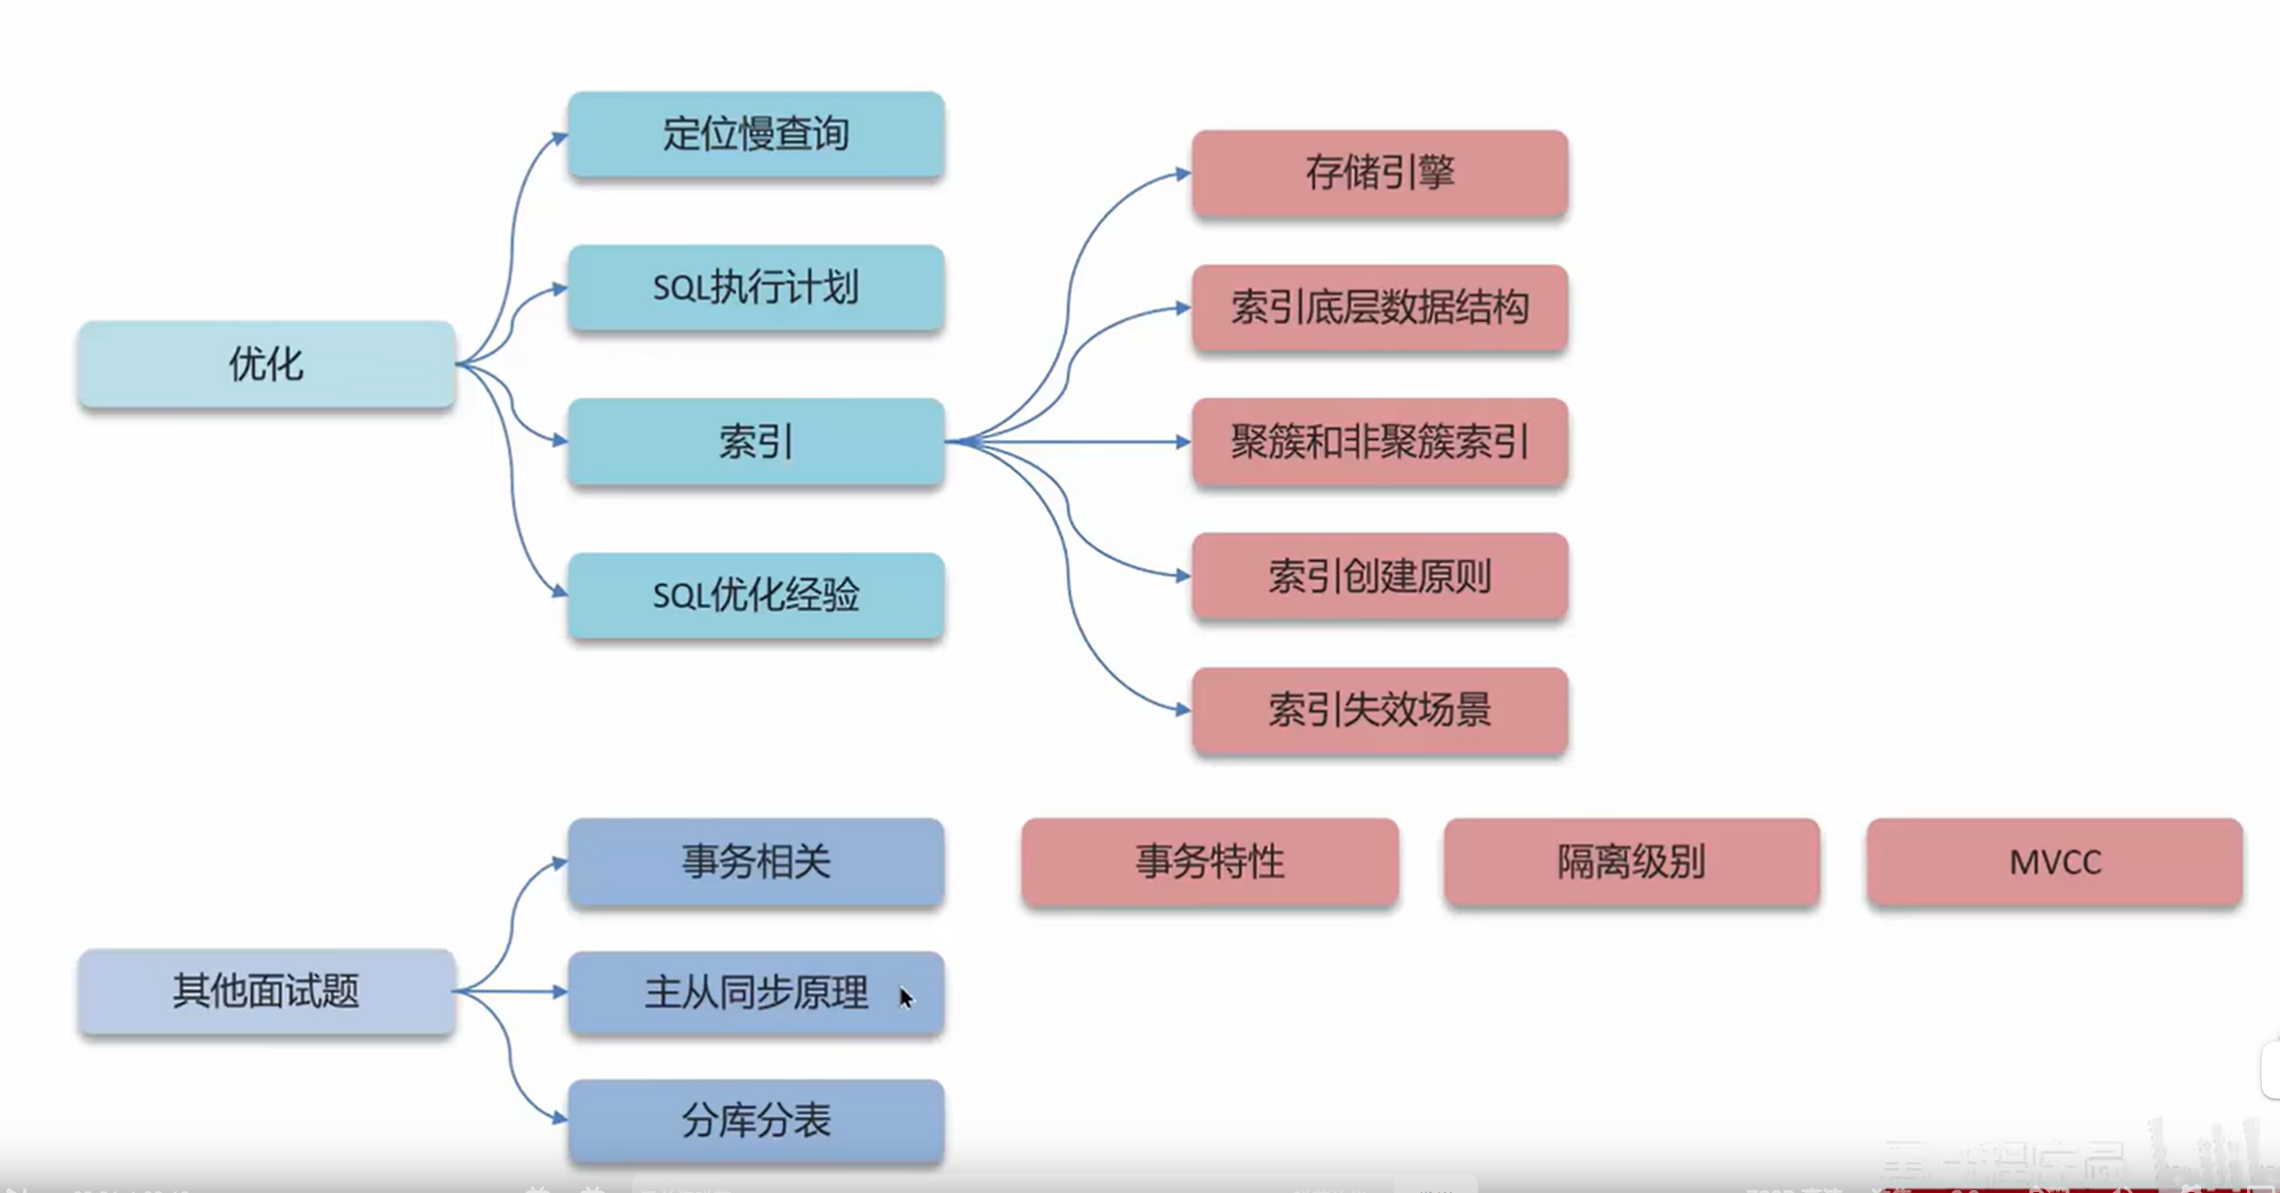 定位慢查询
存储引擎
SQL执行计划
索引底层数据结构
优化
索引
聚簇和非聚簇索引
索引创建原则
SQL优化经验
索引失效场景
事务相关
事务特性
隔离级别
MVCC
其他面试题
主从同步原理
分库分表